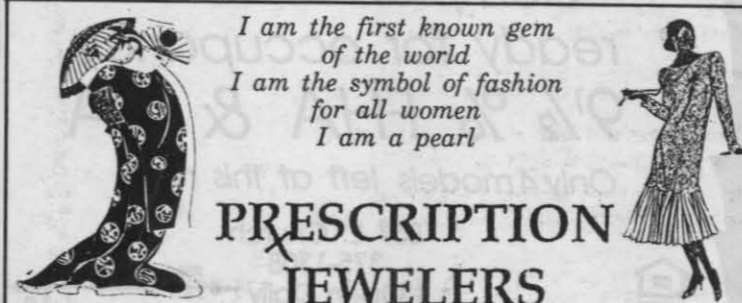 I am the first known gem
of the world
I am the symbol of fashion
for all women
I am a pearl
PRESCRIPTION
JEWELERS